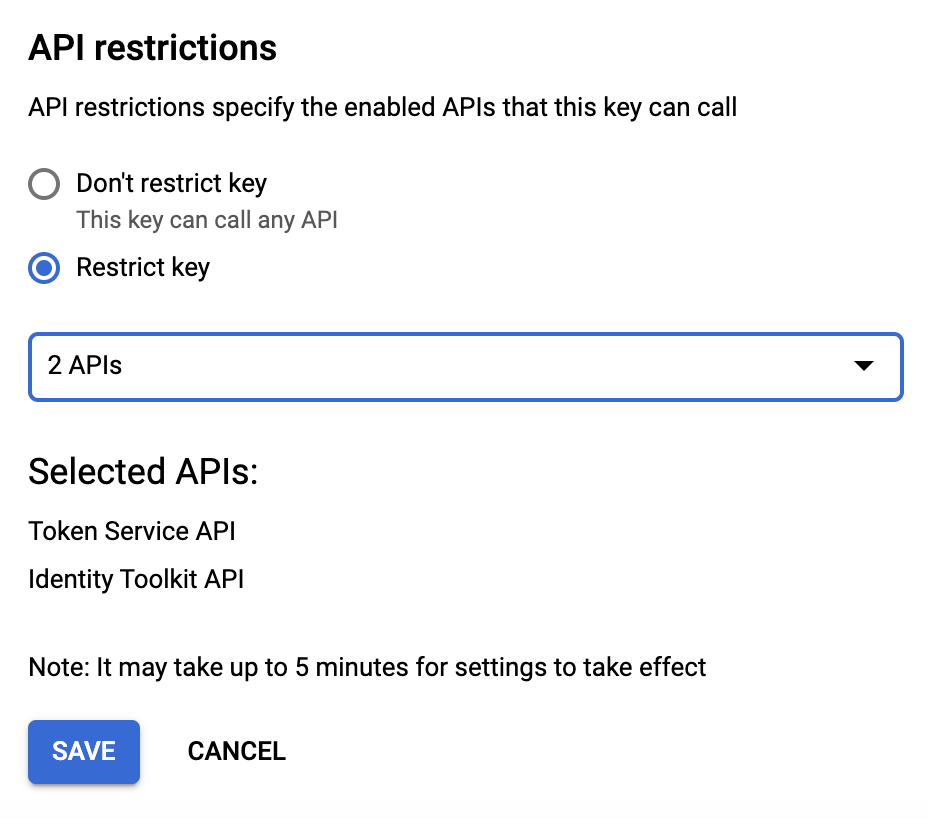 API restrictions
API restrictions specify the enabled APIs that this key can call
Don't restrict key
This key can call any API
Restrict key
2 APIs
Selected APIs:
Token Service API
Identity Toolkit API
Note: It may take up to 5 minutes for settings to take effect
SAVE CANCEL